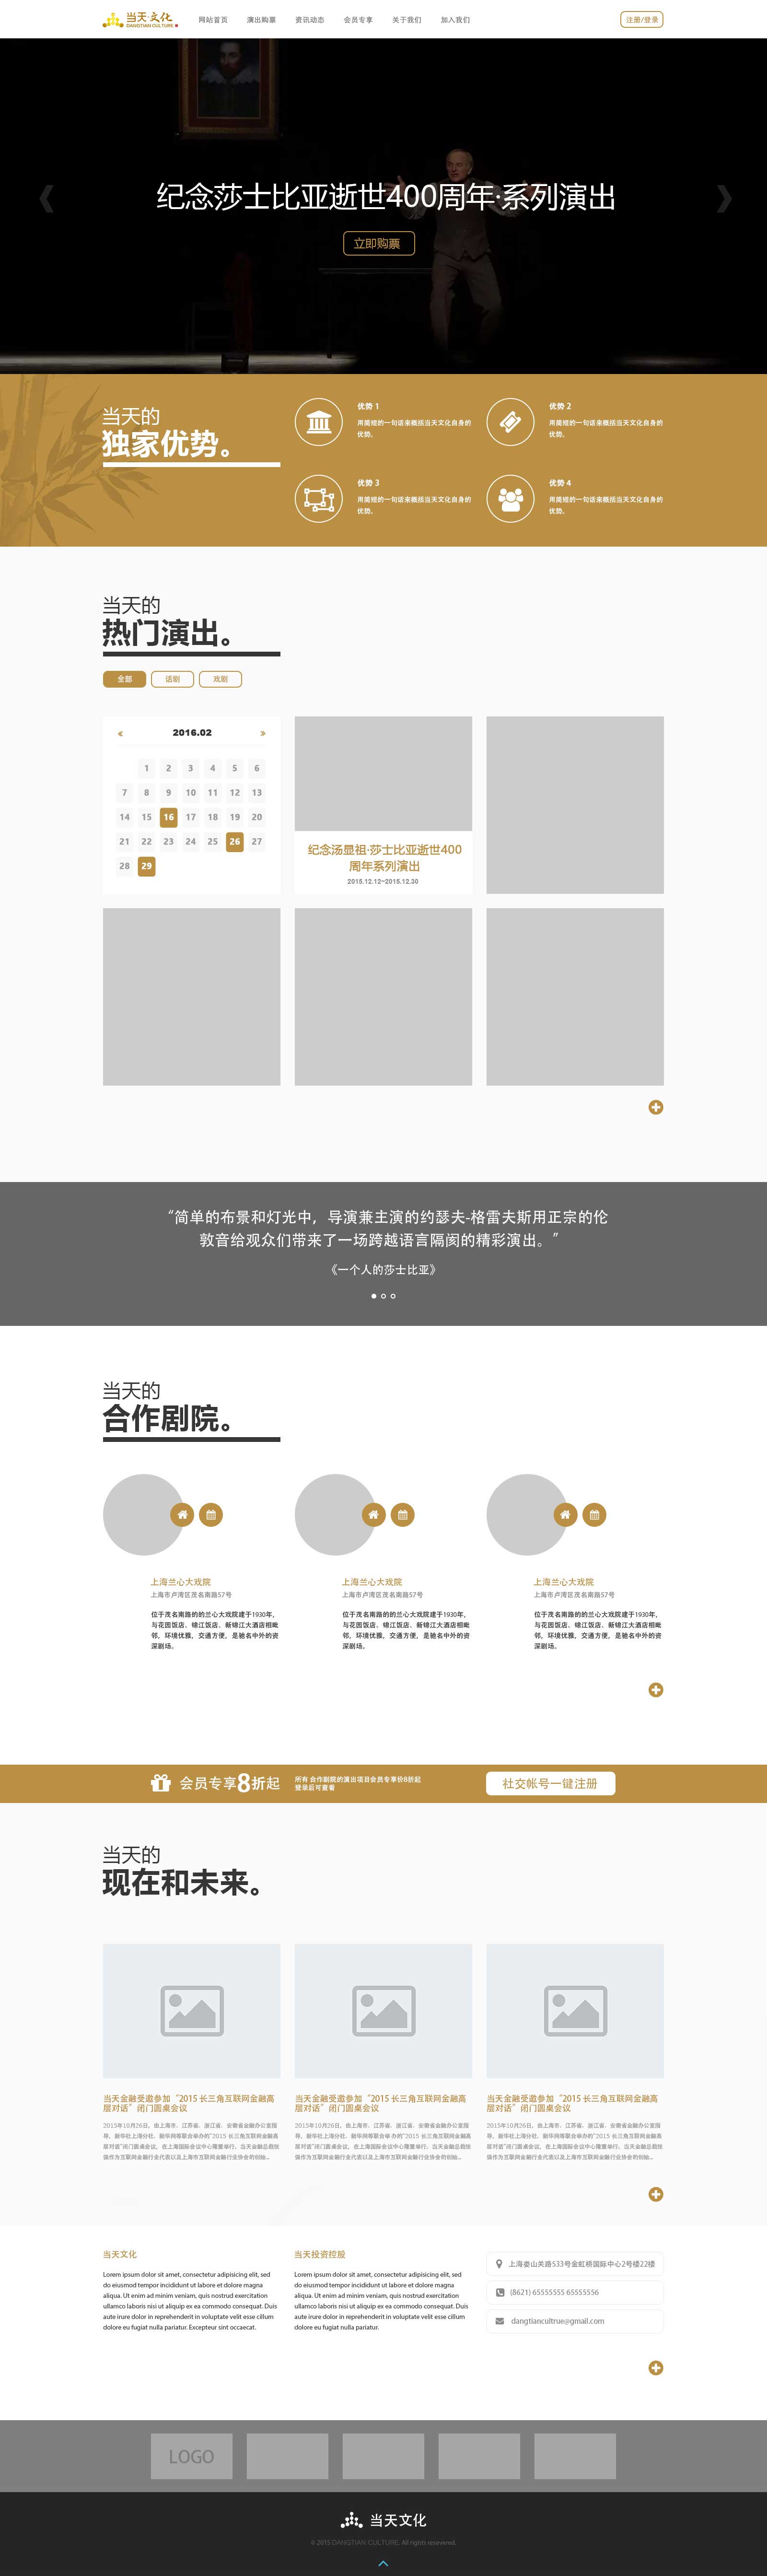 当天·文化
DANGTIAN CULTURE
网站首页 演出购票 资讯动态 会员专享 关于我们 加入我们
注册/登录
纪念莎士比亚逝世400周年·系列演出
立即购票
当天的
独家优势。
优势 1
用简短的一句话来概括当天文化自身的
优势。
优势 2
用简短的一句话来概括当天文化自身的
优势。
优势 3
用简短的一句话来概括当天文化自身的
优势。
优势 4
用简短的一句话来概括当天文化自身的
优势。
当天的
热门演出。
全部 话剧 戏剧
« 2016.02 »
1 2 3 4 5 6
7 8 9 10 11 12 13
14 15 16 17 18 19 20
21 22 23 24 25 26 27
28 29
纪念汤显祖·莎士比亚逝世400
周年系列演出
2015.12.12~2015.12.30
“简单的布景和灯光中，导演兼主演的约瑟夫-格雷夫斯用正宗的伦
敦音给观众们带来了一场跨越语言隔阂的精彩演出。”
《一个人的莎士比亚》
当天的
合作剧院。
上海兰心大戏院
上海市卢湾区茂名南路57号
位于茂名南路的的兰心大戏院建于1930年，
与花园饭店、锦江饭店、新锦江大酒店相毗
邻，环境优雅，交通方便，是驰名中外的资
深剧场。
上海兰心大戏院
上海市卢湾区茂名南路57号
位于茂名南路的的兰心大戏院建于1930年，
与花园饭店、锦江饭店、新锦江大酒店相毗
邻，环境优雅，交通方便，是驰名中外的资
深剧场。
上海兰心大戏院
上海市卢湾区茂名南路57号
位于茂名南路的的兰心大戏院建于1930年，
与花园饭店、锦江饭店、新锦江大酒店相毗
邻，环境优雅，交通方便，是驰名中外的资
深剧场。
会员专享8折起
所有 合作剧院的演出项目会员专享价8折起
登录后可查看
社交帐号一键注册
当天的
现在和未来。
当天金融受邀参加“2015 长三角互联网金融高
层对话”闭门圆桌会议
2015年10月26日，由上海市、江苏省、浙江省、安徽省金融办公室指
导，新华社上海分社、新华网等联合举办的“2015 长三角互联网金融高
层对话”闭门圆桌会议，在上海国际会议中心隆重举行，当天金融总裁张
强作为互联网金融行业代表以及上海市互联网金融行业协会的创始...
当天金融受邀参加“2015 长三角互联网金融高
层对话”闭门圆桌会议
2015年10月26日，由上海市、江苏省、浙江省、安徽省金融办公室指
导，新华社上海分社、新华网等联合举办的“2015 长三角互联网金融高
层对话”闭门圆桌会议，在上海国际会议中心隆重举行，当天金融总裁张
强作为互联网金融行业代表以及上海市互联网金融行业协会的创始...
当天金融受邀参加“2015 长三角互联网金融高
层对话”闭门圆桌会议
2015年10月26日，由上海市、江苏省、浙江省、安徽省金融办公室指
导，新华社上海分社、新华网等联合举办的“2015 长三角互联网金融高
层对话”闭门圆桌会议，在上海国际会议中心隆重举行，当天金融总裁张
强作为互联网金融行业代表以及上海市互联网金融行业协会的创始...
当天文化
Lorem ipsum dolor sit amet, consectetur adipisicing elit, sed
do eiusmod tempor incididunt ut labore et dolore magna
aliqua. Ut enim ad minim veniam, quis nostrud exercitation
ullamco laboris nisi ut aliquip ex ea commodo consequat. Duis
aute irure dolor in reprehenderit in voluptate velit esse cillum
dolore eu fugiat nulla pariatur. Excepteur sint occaecat.
当天投资控股
Lorem ipsum dolor sit amet, consectetur adipisicing elit, sed
do eiusmod tempor incididunt ut labore et dolore magna
aliqua. Ut enim ad minim veniam, quis nostrud exercitation
ullamco laboris nisi ut aliquip ex ea commodo consequat. Duis
aute irure dolor in reprehenderit in voluptate velit esse cillum
dolore eu fugiat nulla pariatur.
上海娄山关路533号金虹桥国际中心2号楼22楼
(8621) 65555555 65555556
dangtiancultrue@gmail.com
LOGO
当天文化
© 2015 DANGTIAN CULTURE. All rights resevered.